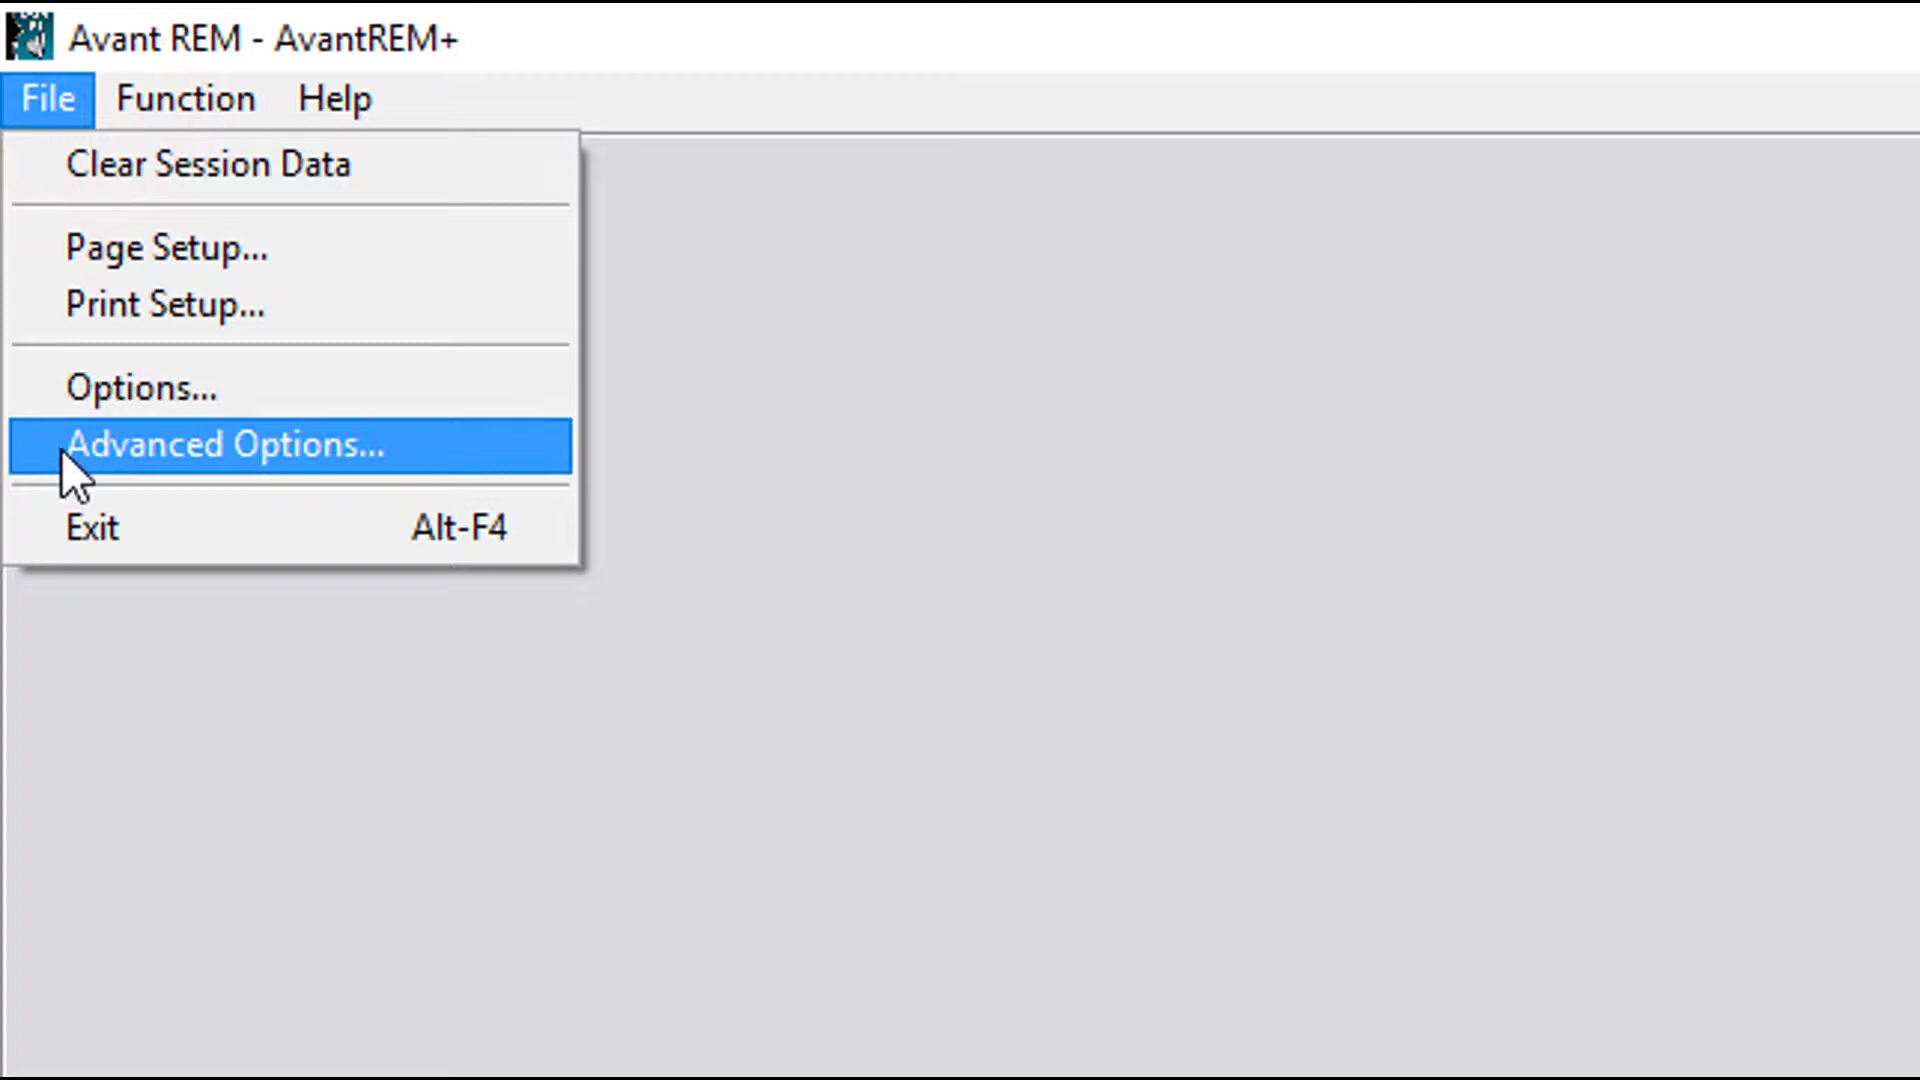 Avant REM - AvantREM+
File Function Help
Clear Session Data
Page Setup...
Print Setup...
Options...
Advanced Options...
Exit Alt-F4